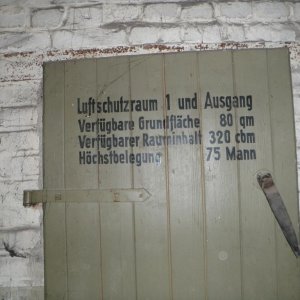 Luftschutzraum 1 und Ausgang
Verfügbare Grundfläche 80 qm
Verfügbarer Rauminhalt 320 cbm
Höchstbelegung 75 Mann